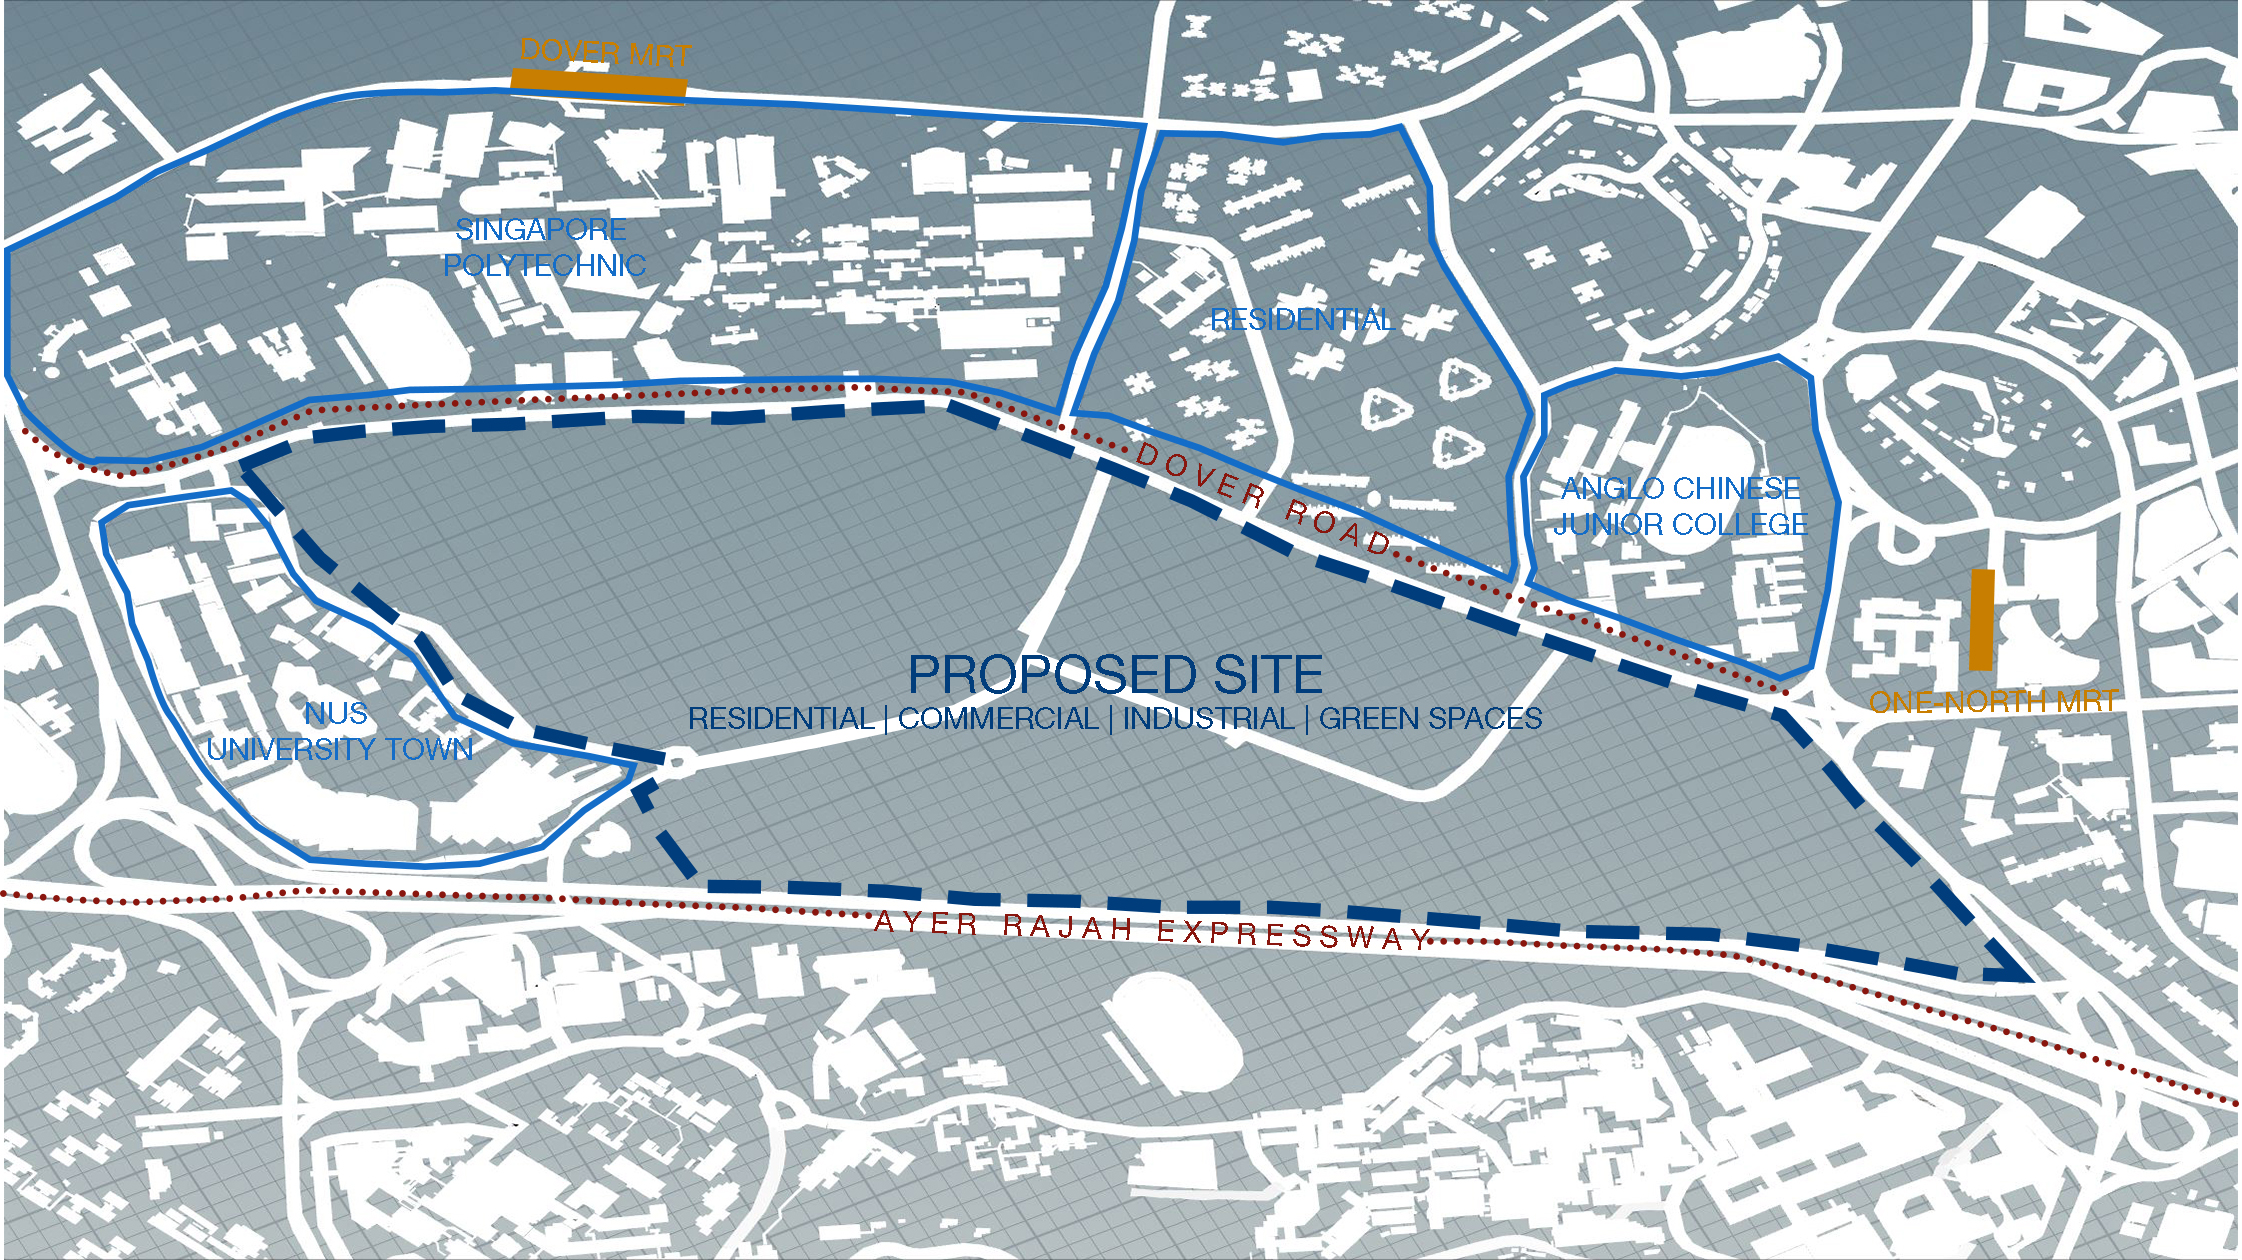 DOVER MRT
SINGAPORE
POLYTECHNIC
RESIDENTIAL
DOVER ROAD
ANGLO CHINESE
JUNIOR COLLEGE
PROPOSED SITE
RESIDENTIAL | COMMERCIAL | INDUSTRIAL | GREEN SPACES
ONE-NORTH MRT
NUS
UNIVERSITY TOWN
AYER RAJAH EXPRESSWAY